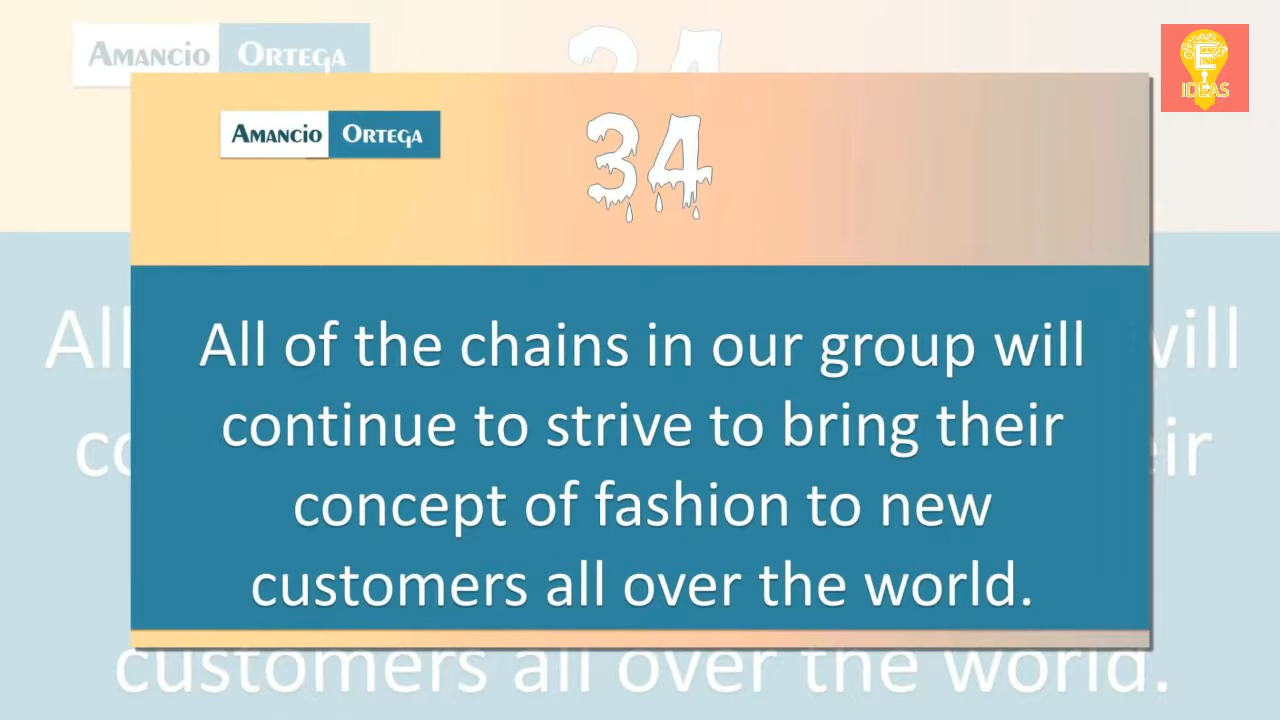 AMANCIO ORTEGA
34
E
IDEAS
All of the chains in our group will
continue to strive to bring their
concept of fashion to new
customers all over the world.